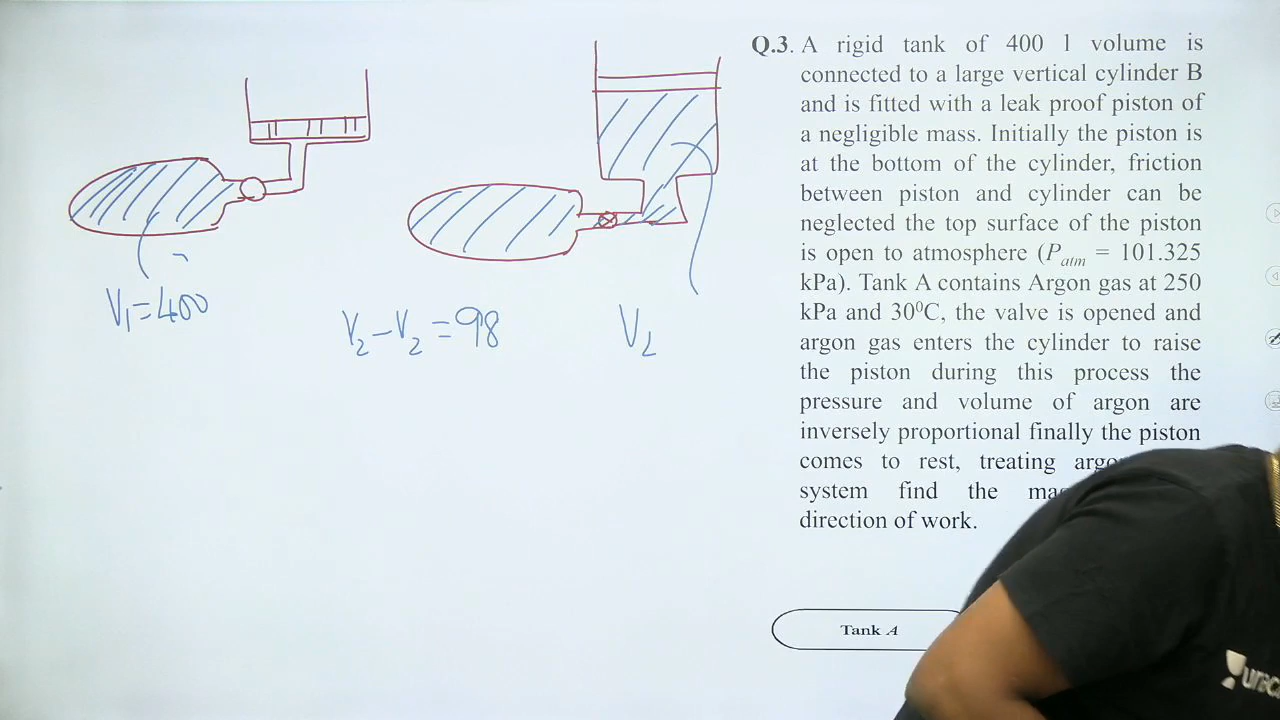 Q.3. A rigid tank of 400 l volume is
connected to a large vertical cylinder B
and is fitted with a leak proof piston of
a negligible mass. Initially the piston is
at the bottom of the cylinder, friction
between piston and cylinder can be
neglected the top surface of the piston
is open to atmosphere (Patm = 101.325
kPa). Tank A contains Argon gas at 250
kPa and 30⁰C, the valve is opened and
argon gas enters the cylinder to raise
the piston during this process the
pressure and volume of argon are
inversely proportional finally the piston
comes to rest, treating
system find the
direction of work.
V1=400
V2-V2=98
V2
Tank A